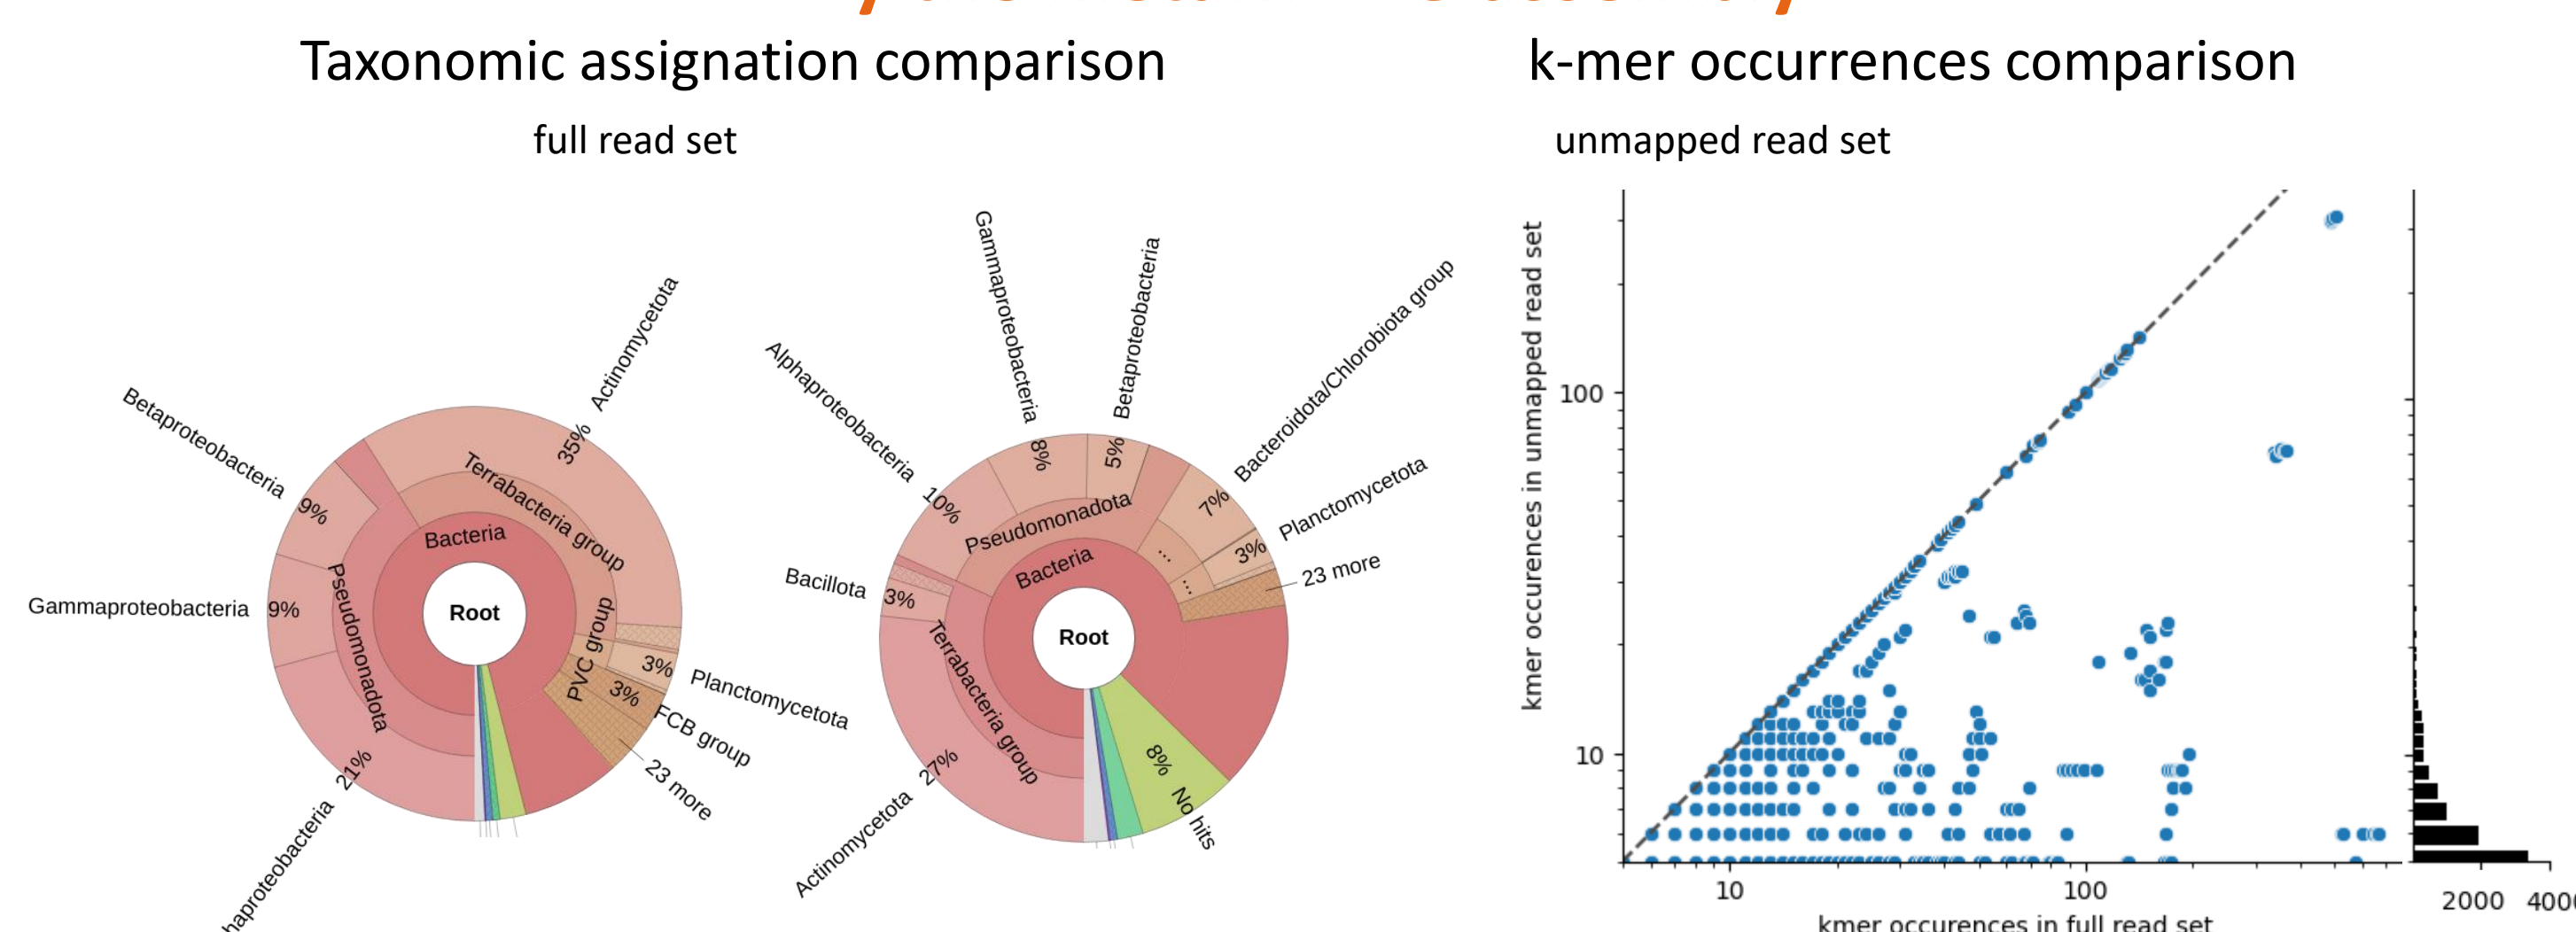 Taxonomic assignation comparison
k-mer occurrences comparison
full read set
unmapped read set
Actinomycetota
35%
Betaproteobacteria
9%
Terrabacteria group
Bacteria
Gammaproteobacteria
9%
Pseudomonadota
Root
PVC group
3%
Planctomycetota
3%
FCB group
23 more
21%
haproteobacteria
Gammaproteobacteria
8%
Betaproteobacteria
5%
Alphaproteobacteria
10%
Bacteroidota/Chlorobiota group
7%
Pseudomonadota
Planctomycetota
3%
...
...
Bacteria
23 more
Bacillota
3%
Root
Terrabacteria group
27%
Actinomycetota
8%
No hits
kmer occurences in unmapped read set
100
10
10
100
kmer occurences in full read set
2000